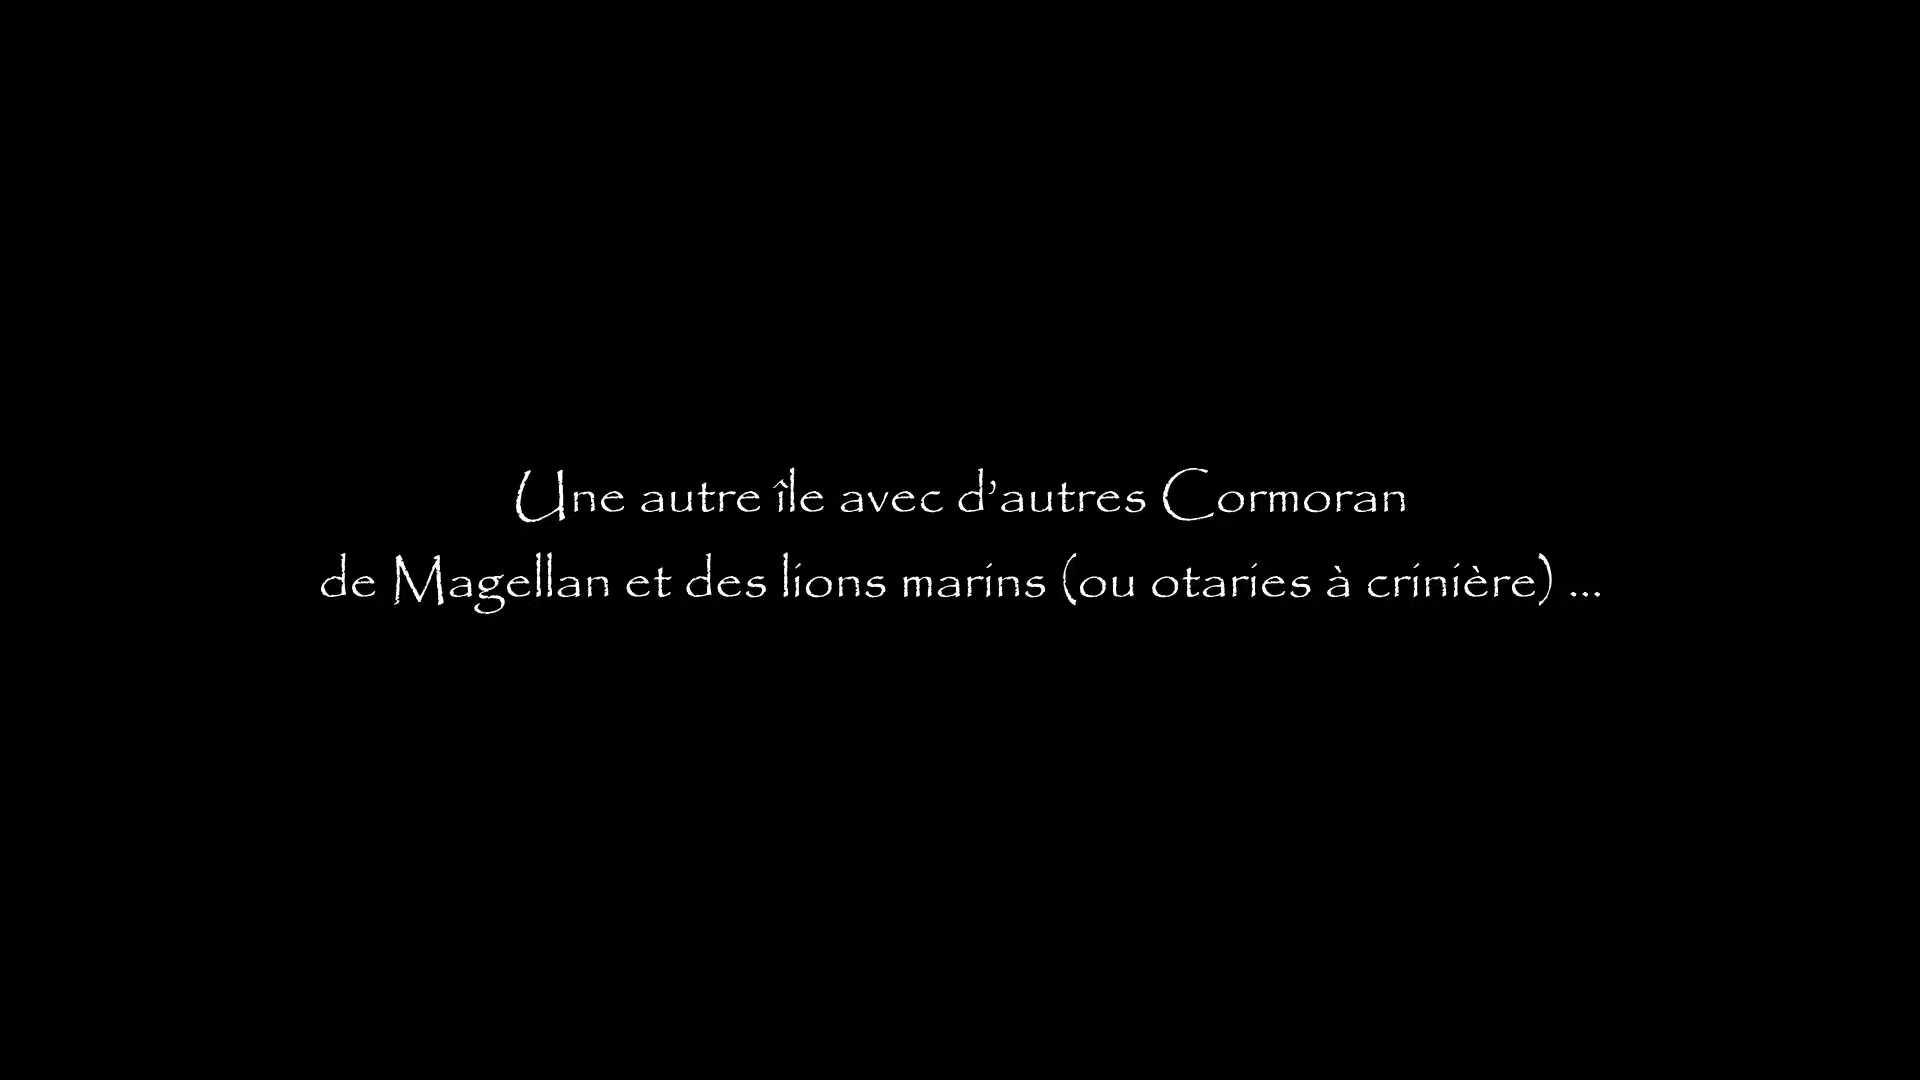 Une autre île avec d’autres Cormoran
de Magellan et des lions marins (ou otaries à crinière) ...